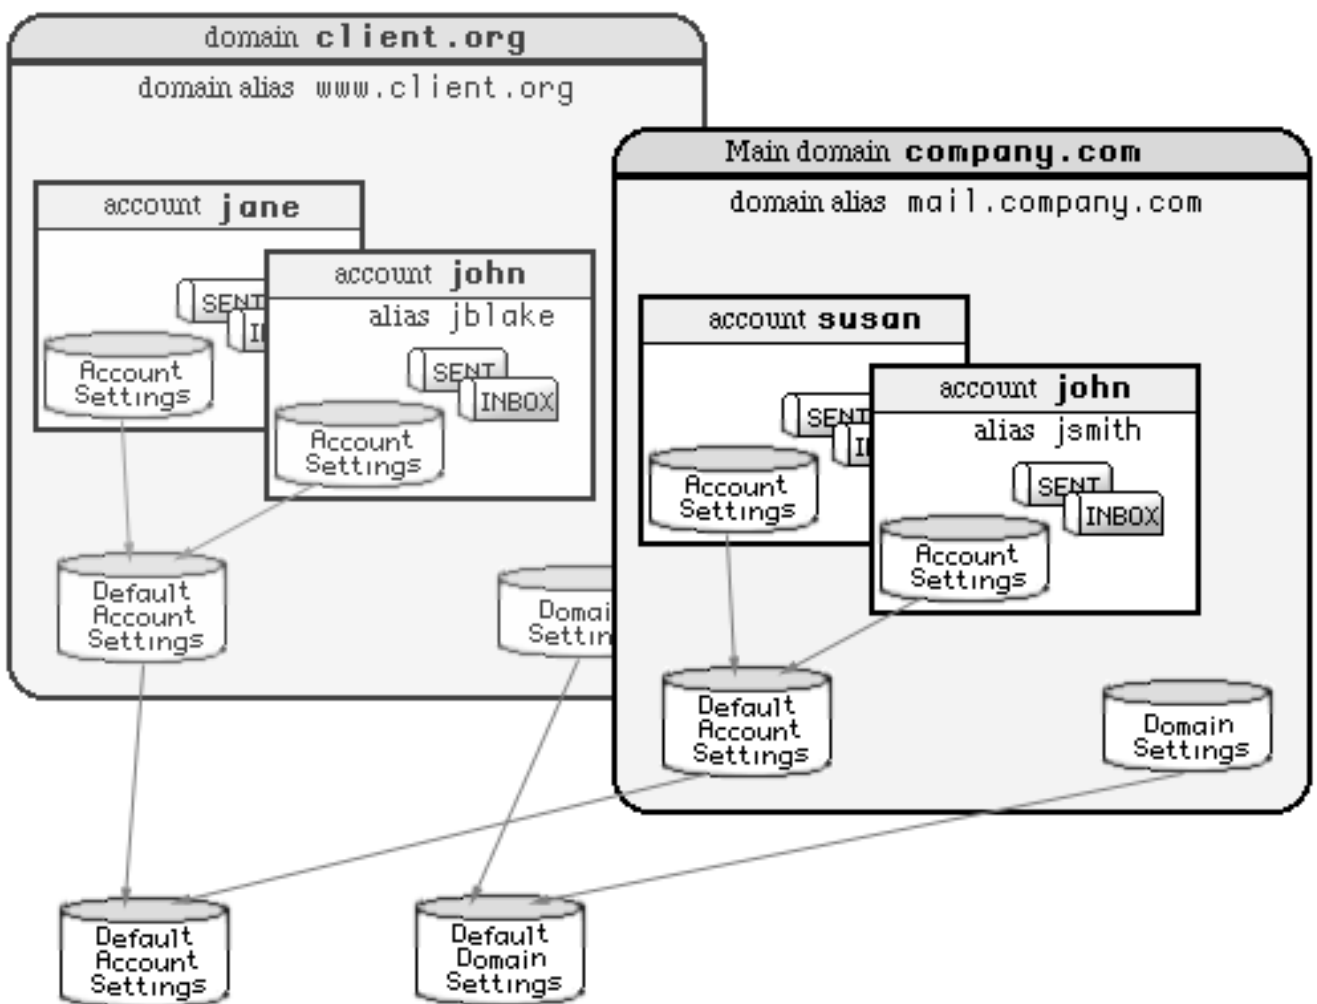 domain client.org
domain alias www.client.org
account jane
SENT
Account
Settings
account john
alias jblake
SENT
INBOX
Account
Settings
Default
Account
Settings
Main domain company.com
domain alias mail.company.com
account susan
SENT
Account
Settings
account john
alias jsmith
SENT
INBOX
Account
Settings
Default
Account
Settings
Domain
Settings
Default
Account
Settings
Default
Domain
Settings